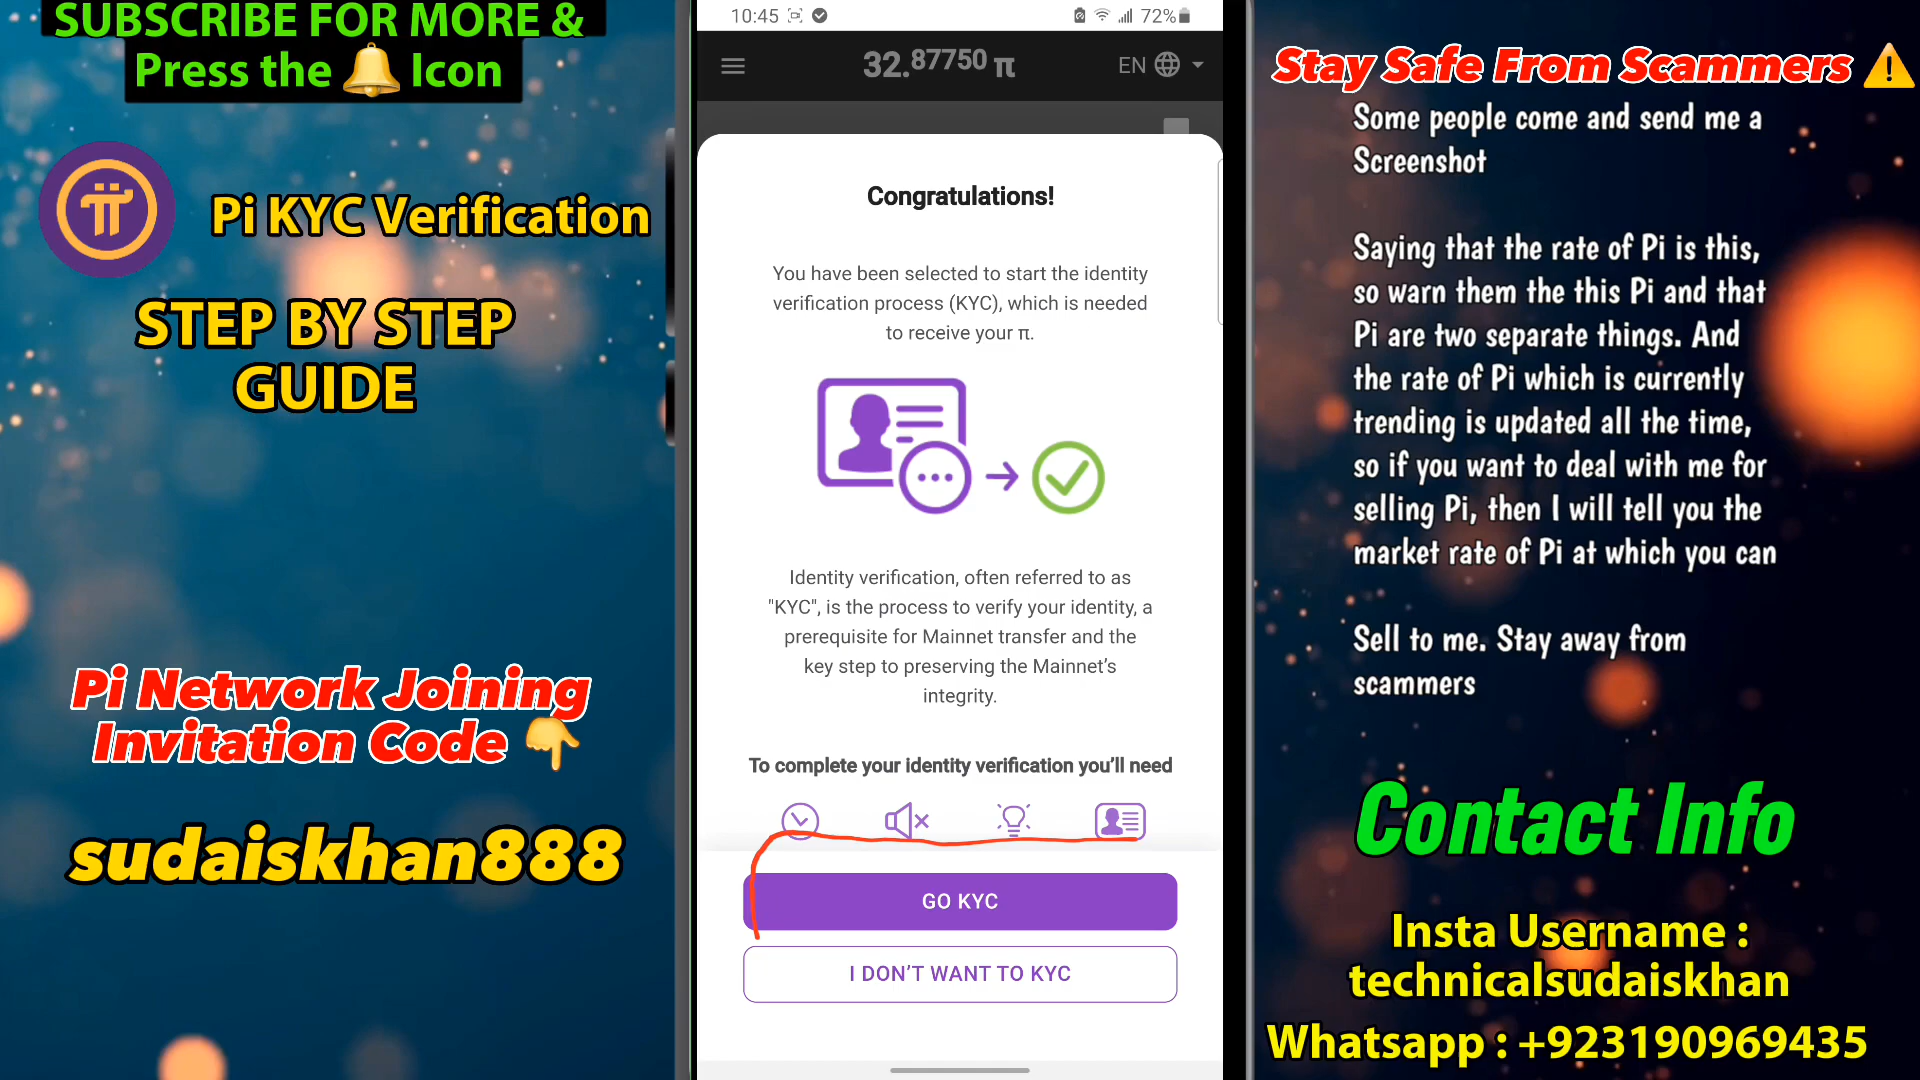 SUBSCRIBE FOR MORE &
Press the 🔔 Icon
Pi KYC Verification
STEP BY STEP
GUIDE
Pi Network Joining
Invitation Code 👇
sudaiskhan888
10:45
72%
32.87750 π
EN
Congratulations!
You have been selected to start the identity
verification process (KYC), which is needed
to receive your π.
Identity verification, often referred to as
"KYC", is the process to verify your identity, a
prerequisite for Mainnet transfer and the
key step to preserving the Mainnet’s
integrity.
To complete your identity verification you’ll need
GO KYC
I DON’T WANT TO KYC
Stay Safe From Scammers ⚠️
Some people come and send me a
Screenshot
Saying that the rate of Pi is this,
so warn them the this Pi and that
Pi are two separate things. And
the rate of Pi which is currently
trending is updated all the time,
so if you want to deal with me for
selling Pi, then I will tell you the
market rate of Pi at which you can
Sell to me. Stay away from
scammers
Contact Info
Insta Username :
technicalsudaiskhan
Whatsapp : +923190969435